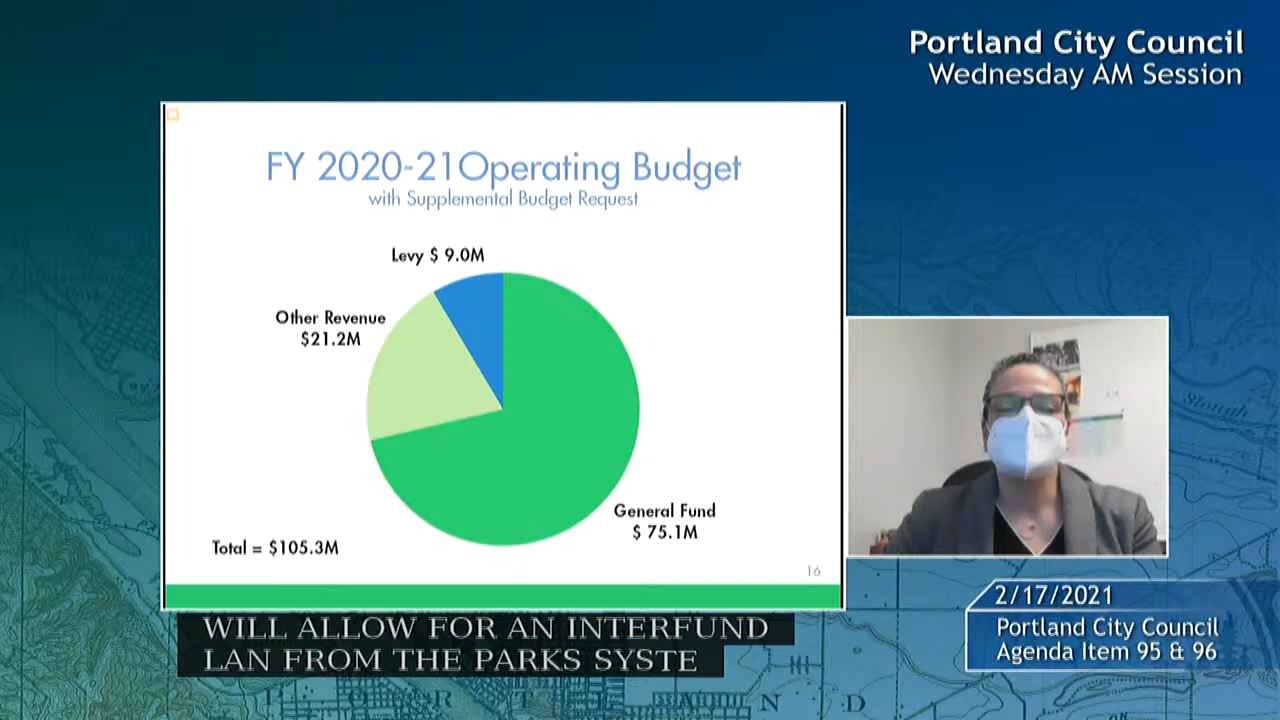 Portland City Council
Wednesday AM Session
FY 2020-21Operating Budget
with Supplemental Budget Request
Levy $ 9.0M
Other Revenue
$21.2M
General Fund
$ 75.1M
Total = $105.3M
16
Slough
2/17/2021
Portland City Council
Agenda Item 95 & 96
WILL ALLOW FOR AN INTERFUND
LAN FROM THE PARKS SYSTE